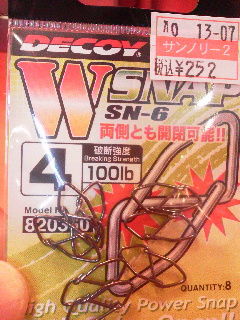 カ0 13-07
サンノリー2
税込¥252
DECOY
W SNAP
SN-6
両側とも開閉可能!!
4
破断強度
Breaking Strength
100lb
Model No.
QUANTITY:8
High Quality Power Snap